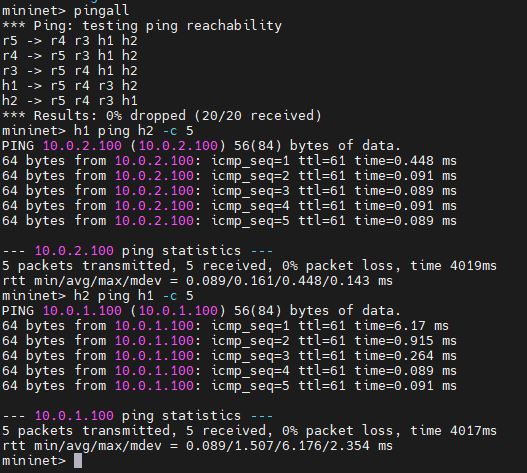 mininet> pingall
*** Ping: testing ping reachability
r5 -> r4 r3 h1 h2
r4 -> r5 r3 h1 h2
r3 -> r5 r4 h1 h2
h1 -> r5 r4 r3 h2
h2 -> r5 r4 r3 h1
*** Results: 0% dropped (20/20 received)
mininet> h1 ping h2 -c 5
PING 10.0.2.100 (10.0.2.100) 56(84) bytes of data.
64 bytes from 10.0.2.100: icmp_seq=1 ttl=61 time=0.448 ms
64 bytes from 10.0.2.100: icmp_seq=2 ttl=61 time=0.091 ms
64 bytes from 10.0.2.100: icmp_seq=3 ttl=61 time=0.089 ms
64 bytes from 10.0.2.100: icmp_seq=4 ttl=61 time=0.091 ms
64 bytes from 10.0.2.100: icmp_seq=5 ttl=61 time=0.089 ms
--- 10.0.2.100 ping statistics ---
5 packets transmitted, 5 received, 0% packet loss, time 4019ms
rtt min/avg/max/mdev = 0.089/0.161/0.448/0.143 ms
mininet> h2 ping h1 -c 5
PING 10.0.1.100 (10.0.1.100) 56(84) bytes of data.
64 bytes from 10.0.1.100: icmp_seq=1 ttl=61 time=6.17 ms
64 bytes from 10.0.1.100: icmp_seq=2 ttl=61 time=0.915 ms
64 bytes from 10.0.1.100: icmp_seq=3 ttl=61 time=0.264 ms
64 bytes from 10.0.1.100: icmp_seq=4 ttl=61 time=0.089 ms
64 bytes from 10.0.1.100: icmp_seq=5 ttl=61 time=0.091 ms
--- 10.0.1.100 ping statistics ---
5 packets transmitted, 5 received, 0% packet loss, time 4017ms
rtt min/avg/max/mdev = 0.089/1.507/6.176/2.354 ms
mininet>